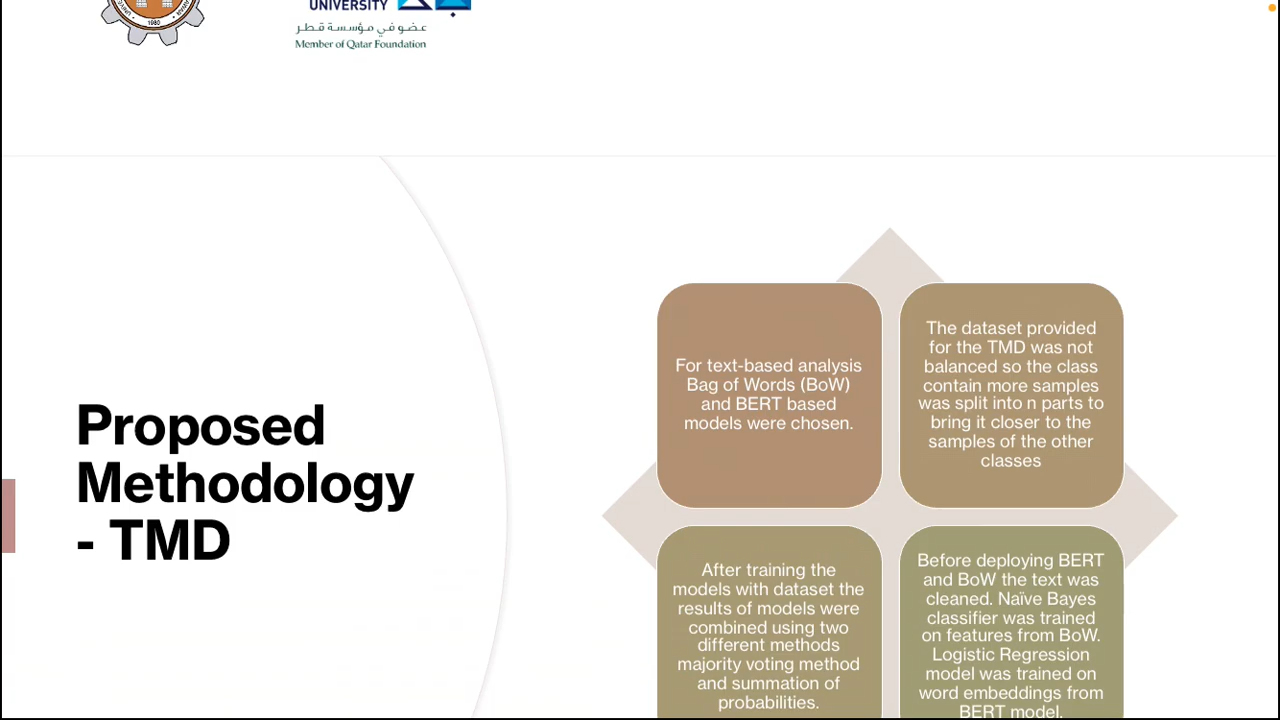 1980
UNIVERSITY
عضو في مؤسسة قطر
Member of Qatar Foundation
Proposed
Methodology
- TMD
For text-based analysis
Bag of Words (BoW)
and BERT based
models were chosen.
The dataset provided
for the TMD was not
balanced so the class
contain more samples
was split into n parts to
bring it closer to the
samples of the other
classes
After training the
models with dataset the
results of models were
combined using two
different methods
majority voting method
and summation of
probabilities.
Before deploying BERT
and BoW the text was
cleaned. Naïve Bayes
classifier was trained
on features from BoW.
Logistic Regression
model was trained on
word embeddings from
BERT model.